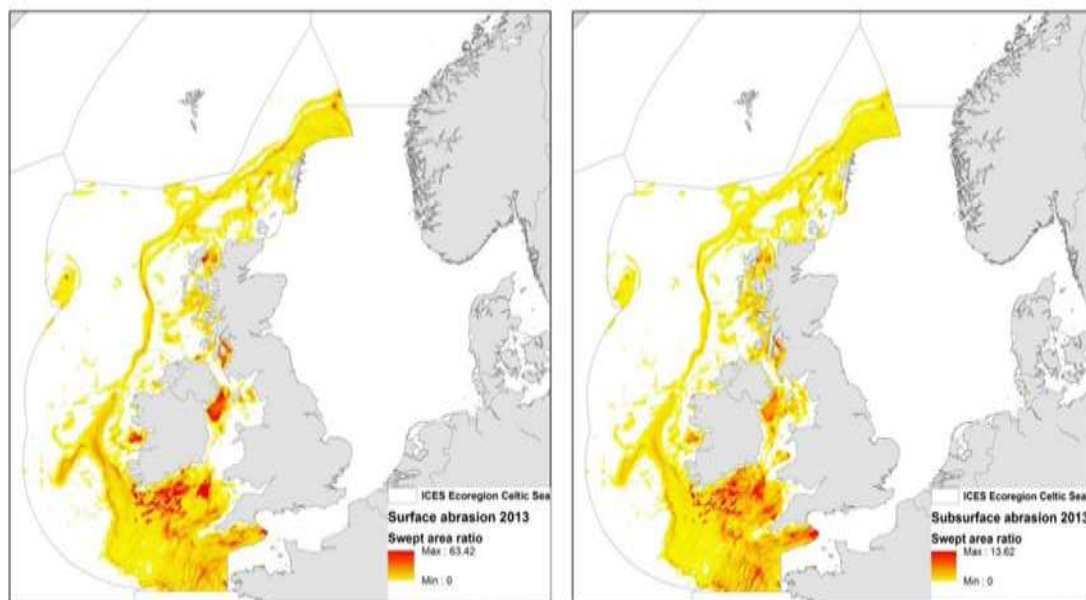 ICES Ecoregion Celtic Sea
Surface abrasion 2013
Swept area ratio
Max : 63.42
Min : 0
ICES Ecoregion Celtic Sea
Subsurface abrasion 2013
Swept area ratio
Max : 13.62
Min : 0